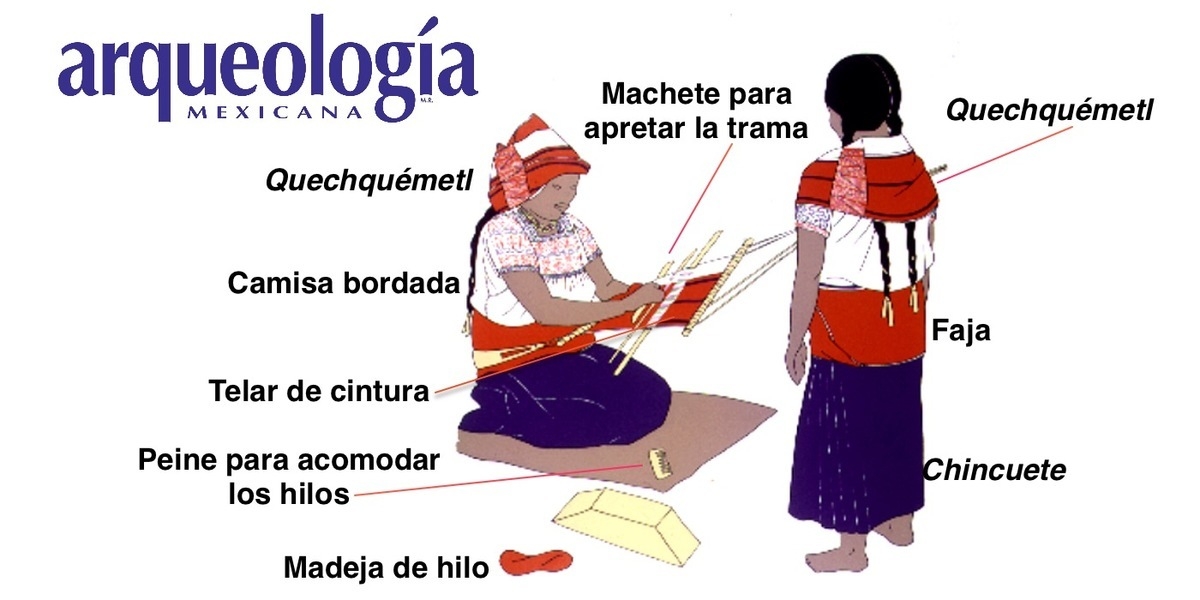 arqueología
MEXICANA M.R.
Machete para
apretar la trama
Quechquémetl
Quechquémetl
Camisa bordada
Faja
Telar de cintura
Peine para acomodar
los hilos
Chincuete
Madeja de hilo